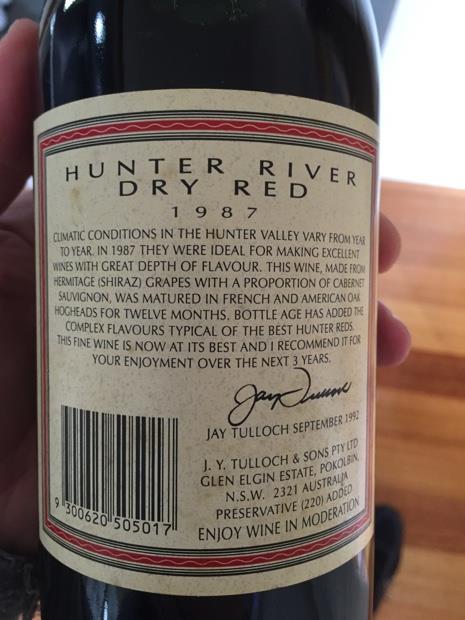 HUNTER RIVER
DRY RED
1987
CLIMATIC CONDITIONS IN THE HUNTER VALLEY VARY FROM YEAR
TO YEAR. IN 1987 THEY WERE IDEAL FOR MAKING EXCELLENT
WINES WITH GREAT DEPTH OF FLAVOUR. THIS WINE, MADE FROM
HERMITAGE (SHIRAZ) GRAPES WITH A PROPORTION OF CABERNET
SAUVIGNON, WAS MATURED IN FRENCH AND AMERICAN OAK
HOGHEADS FOR TWELVE MONTHS. BOTTLE AGE HAS ADDED THE
COMPLEX FLAVOURS TYPICAL OF THE BEST HUNTER REDS.
THIS FINE WINE IS NOW AT ITS BEST AND I RECOMMEND IT FOR
YOUR ENJOYMENT OVER THE NEXT 3 YEARS.
Jay Tulloch
JAY TULLOCH SEPTEMBER 1992
J. Y. TULLOCH & SONS PTY LTD
GLEN ELGIN ESTATE, POKOLBIN,
N.S.W. 2321 AUSTRALIA
PRESERVATIVE (220) ADDED
ENJOY WINE IN MODERATION
9 300620 505017